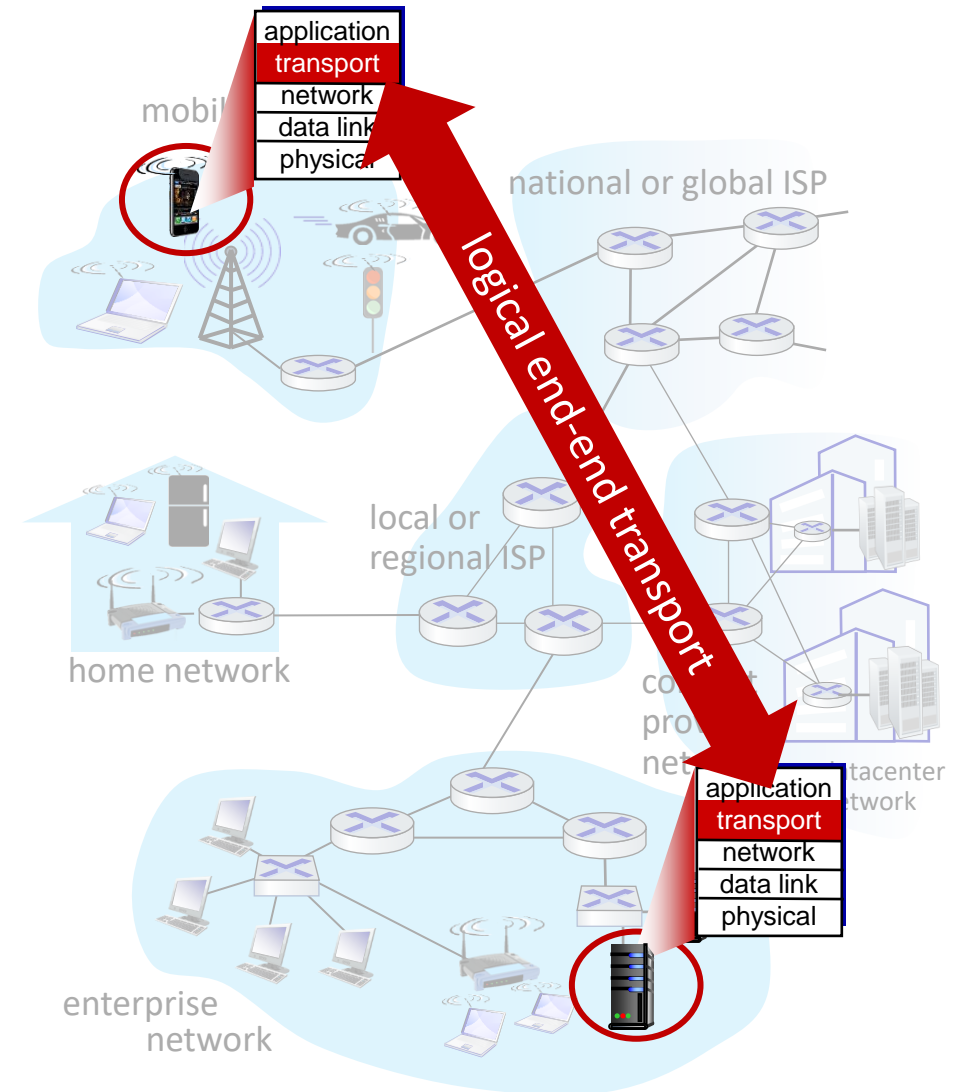 application
transport
network
data link
physical
mobil
national or global ISP
logical end-end transport
local or
regional ISP
home network
application
transport
network
data link
physical
enterprise
network